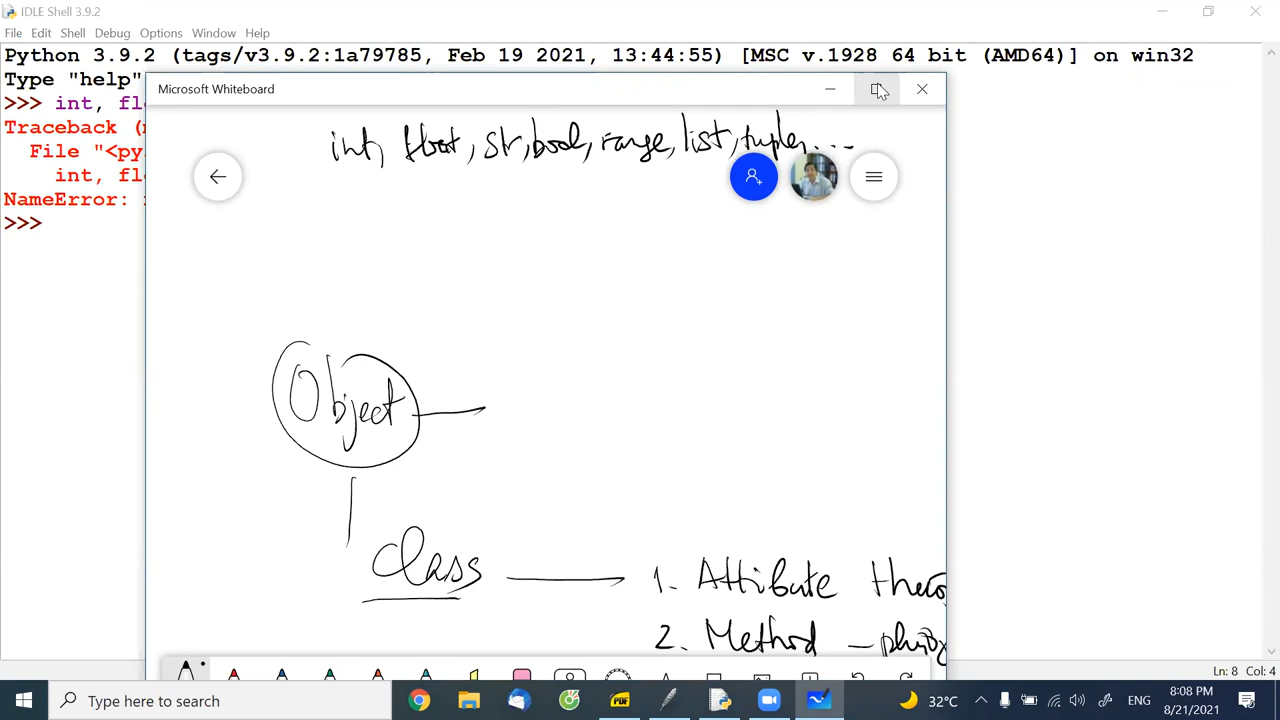 IDLE Shell 3.9.2
File Edit Shell Debug Options Window Help
Python 3.9.2 (tags/v3.9.2:1a79785, Feb 19 2021, 13:44:55) [MSC v.1928 64 bit (AMD64)] on win32
Type "help"
>>> int, fl
Traceback (
File "<py
int, flo
NameError:
>>>
Microsoft Whiteboard
int, float, str, bool, range, list, tuple, ...
Object
class
1. Attribute
2. Method –
Ln: 8 Col: 4
Type here to search
32°C
ENG
8:08 PM
8/21/2021